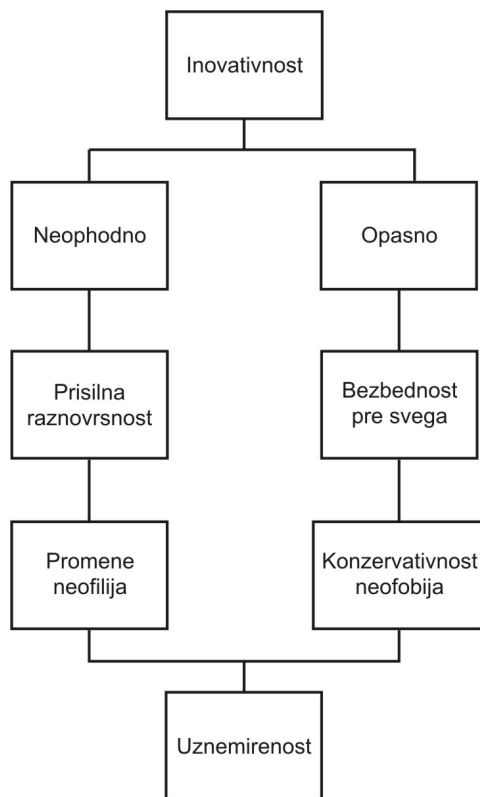 Inovativnost
Neophodno
Opasno
Prisilna
raznovrsnost
Bezbednost
pre svega
Promene
neofilija
Konzervativnost
neofobija
Uznemirenost